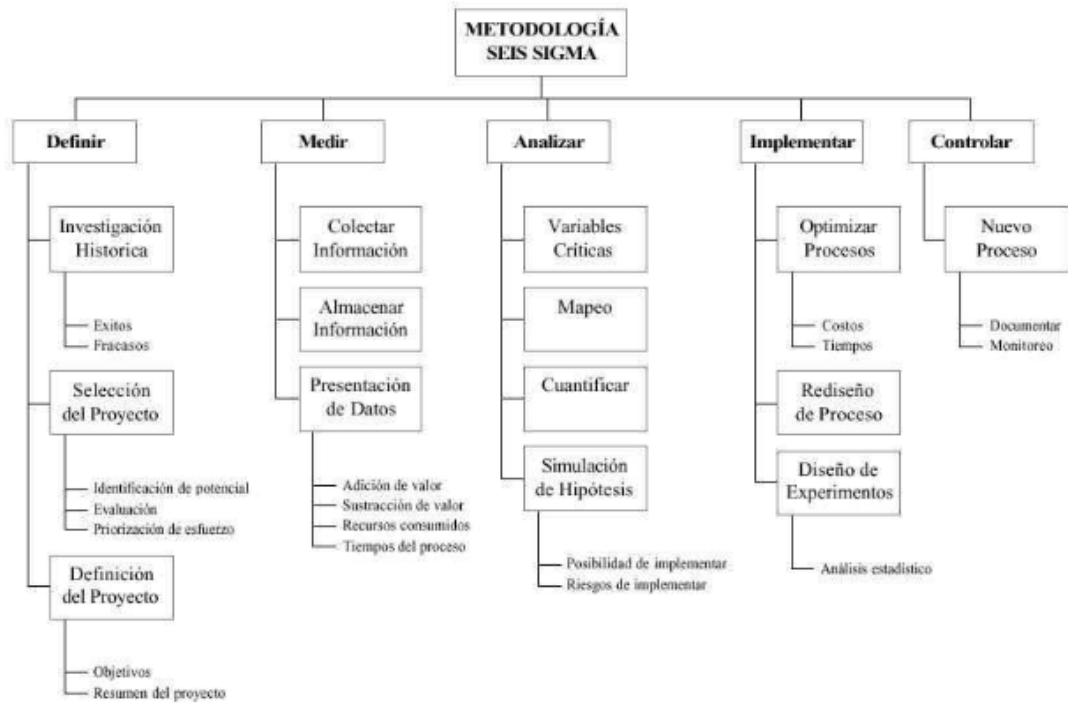 METODOLOGÍA
SEIS SIGMA
Definir
Investigación
Historica
Exitos
Fracasos
Selección
del Proyecto
Identificación de potencial
Evaluación
Priorización de esfuerzo
Definición
del Proyecto
Objetivos
Resumen del proyecto
Medir
Colectar
Información
Almacenar
Información
Presentación
de Datos
Adición de valor
Sustracción de valor
Recursos consumidos
Tiempos del proceso
Analizar
Variables
Críticas
Mapeo
Cuantificar
Simulación
de Hipótesis
Posibilidad de implementar
Riesgos de implementar
Implementar
Optimizar
Procesos
Costos
Tiempos
Rediseño
de Proceso
Diseño de
Experimentos
Análisis estadístico
Controlar
Nuevo
Proceso
Documentar
Monitoreo